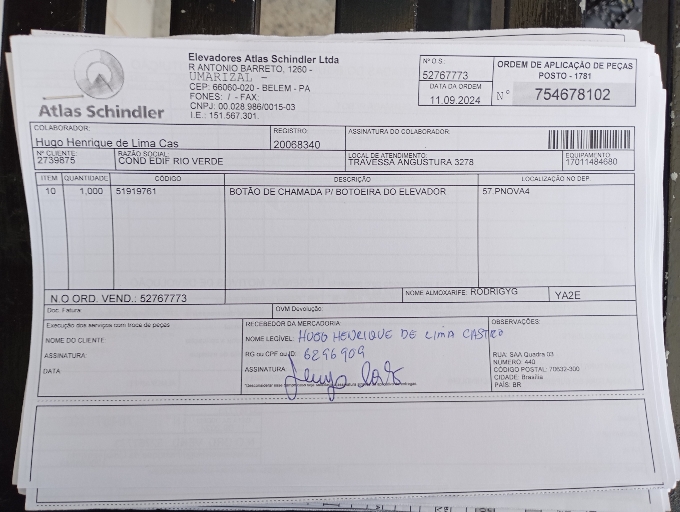 Atlas Schindler
Elevadores Atlas Schindler Ltda
R ANTONIO BARRETO, 1260 -
UMARIZAL -
CEP: 66060-020 - BELEM - PA
FONES: / - FAX:
CNPJ: 00.028.986/0015-03
I.E.: 151.567.301.
Nº O.S.:
52767773
DATA DA ORDEM
11.09.2024
ORDEM DE APLICAÇÃO DE PEÇAS
POSTO - 1781
Nº 754678102
COLABORADOR:
Hugo Henrique de Lima Cas
REGISTRO:
20068340
ASSINATURA DO COLABORADOR:
Nº CLIENTE:
2739875
RAZÃO SOCIAL:
COND EDIF RIO VERDE
LOCAL DE ATENDIMENTO:
TRAVESSA ANGUSTURA 3278
EQUIPAMENTO:
17011484680
ITEM QUANTIDADE CÓDIGO DESCRIÇÃO LOCALIZAÇÃO NO DEP.
10 1,000 51919761 BOTÃO DE CHAMADA P/ BOTOEIRA DO ELEVADOR 57.PNOVA4
N.O ORD. VEND.: 52767773
NOME ALMOXARIFE: RODRIGYG
YA2E
Doc. Fatura:
OVM Devolução:
Execução dos serviços com troca de peças
NOME DO CLIENTE
ASSINATURA:
DATA:
RECEBEDOR DA MERCADORIA
NOME LEGÍVEL: HUGO HENRIQUE DE LIMA CASTRO
RG ou CPF ou ID: 6296909
ASSINATURA
OBSERVAÇÕES:
RUA: SAA Quadra 03
NÚMERO: 440
CÓDIGO POSTAL: 70632-300
CIDADE: Brasília
PAÍS: BR